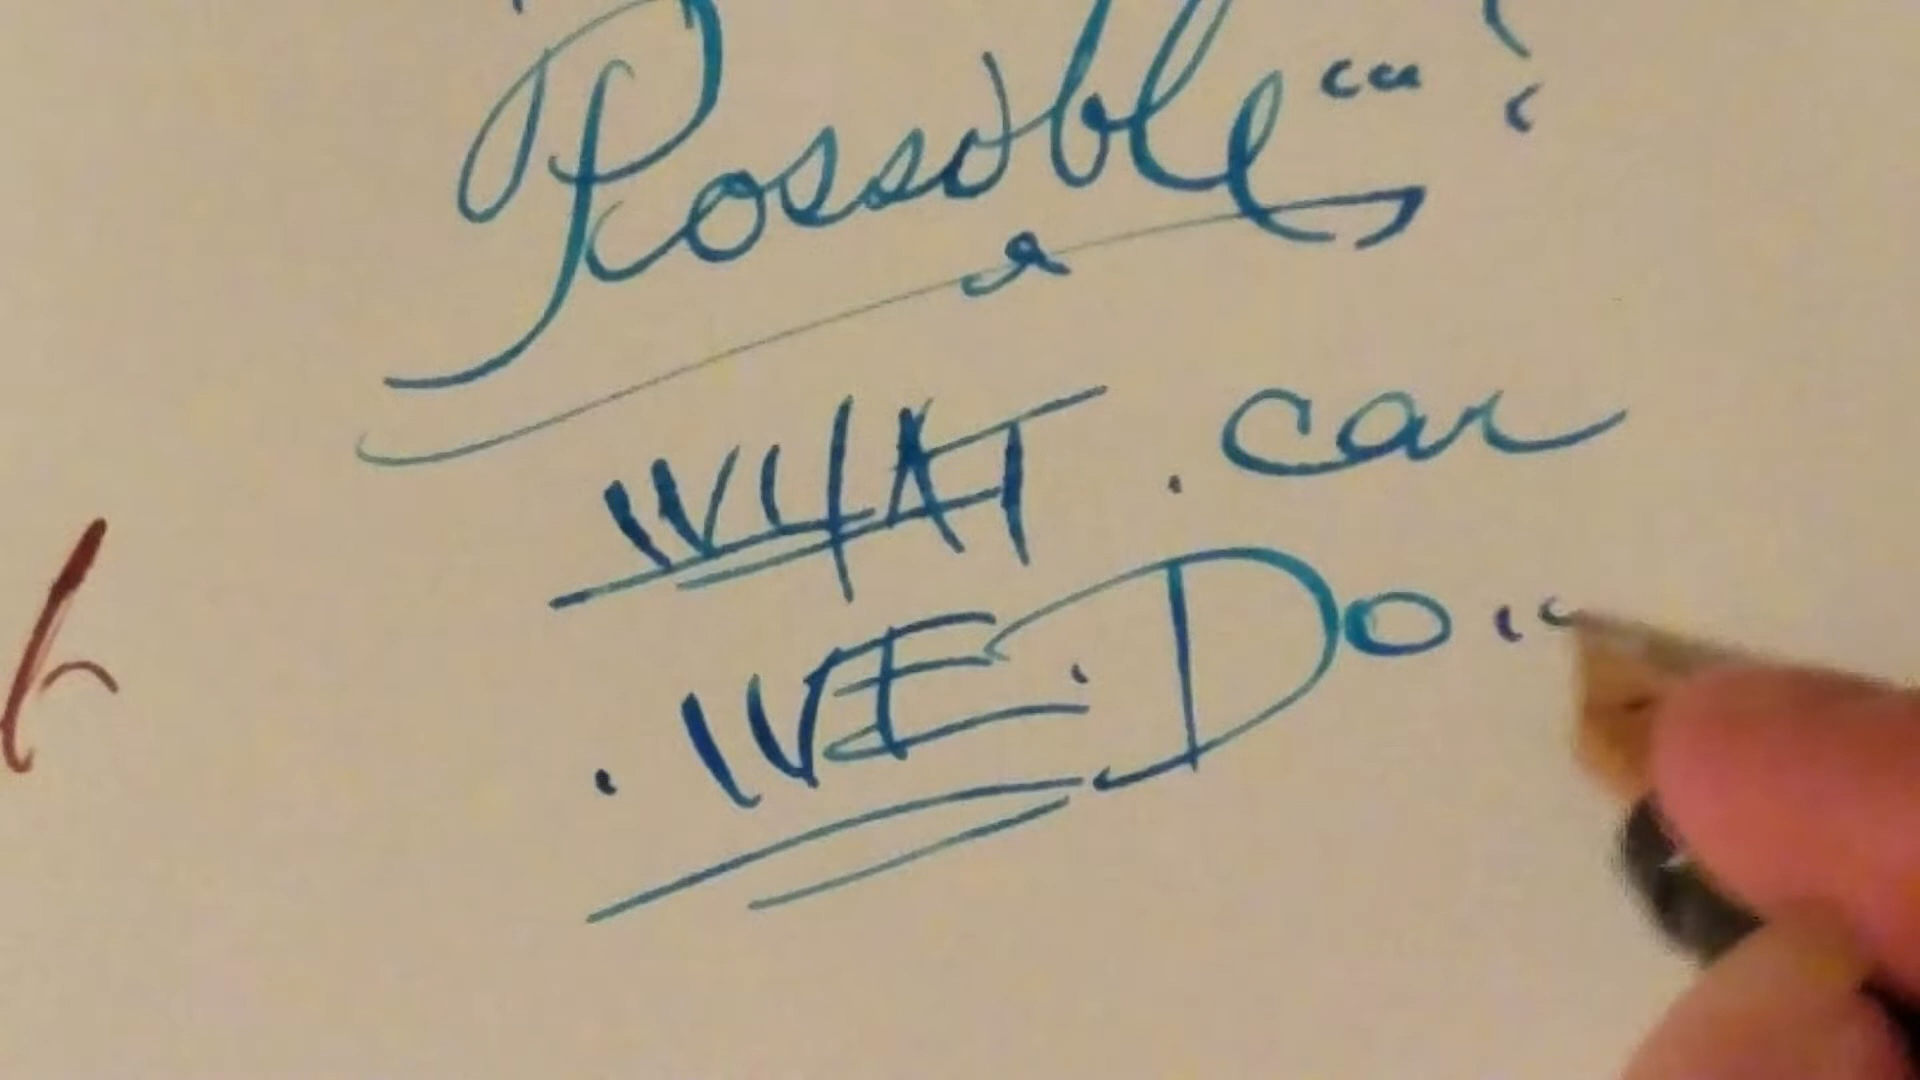 Possible...?
WHAT . can
. WE . Do..